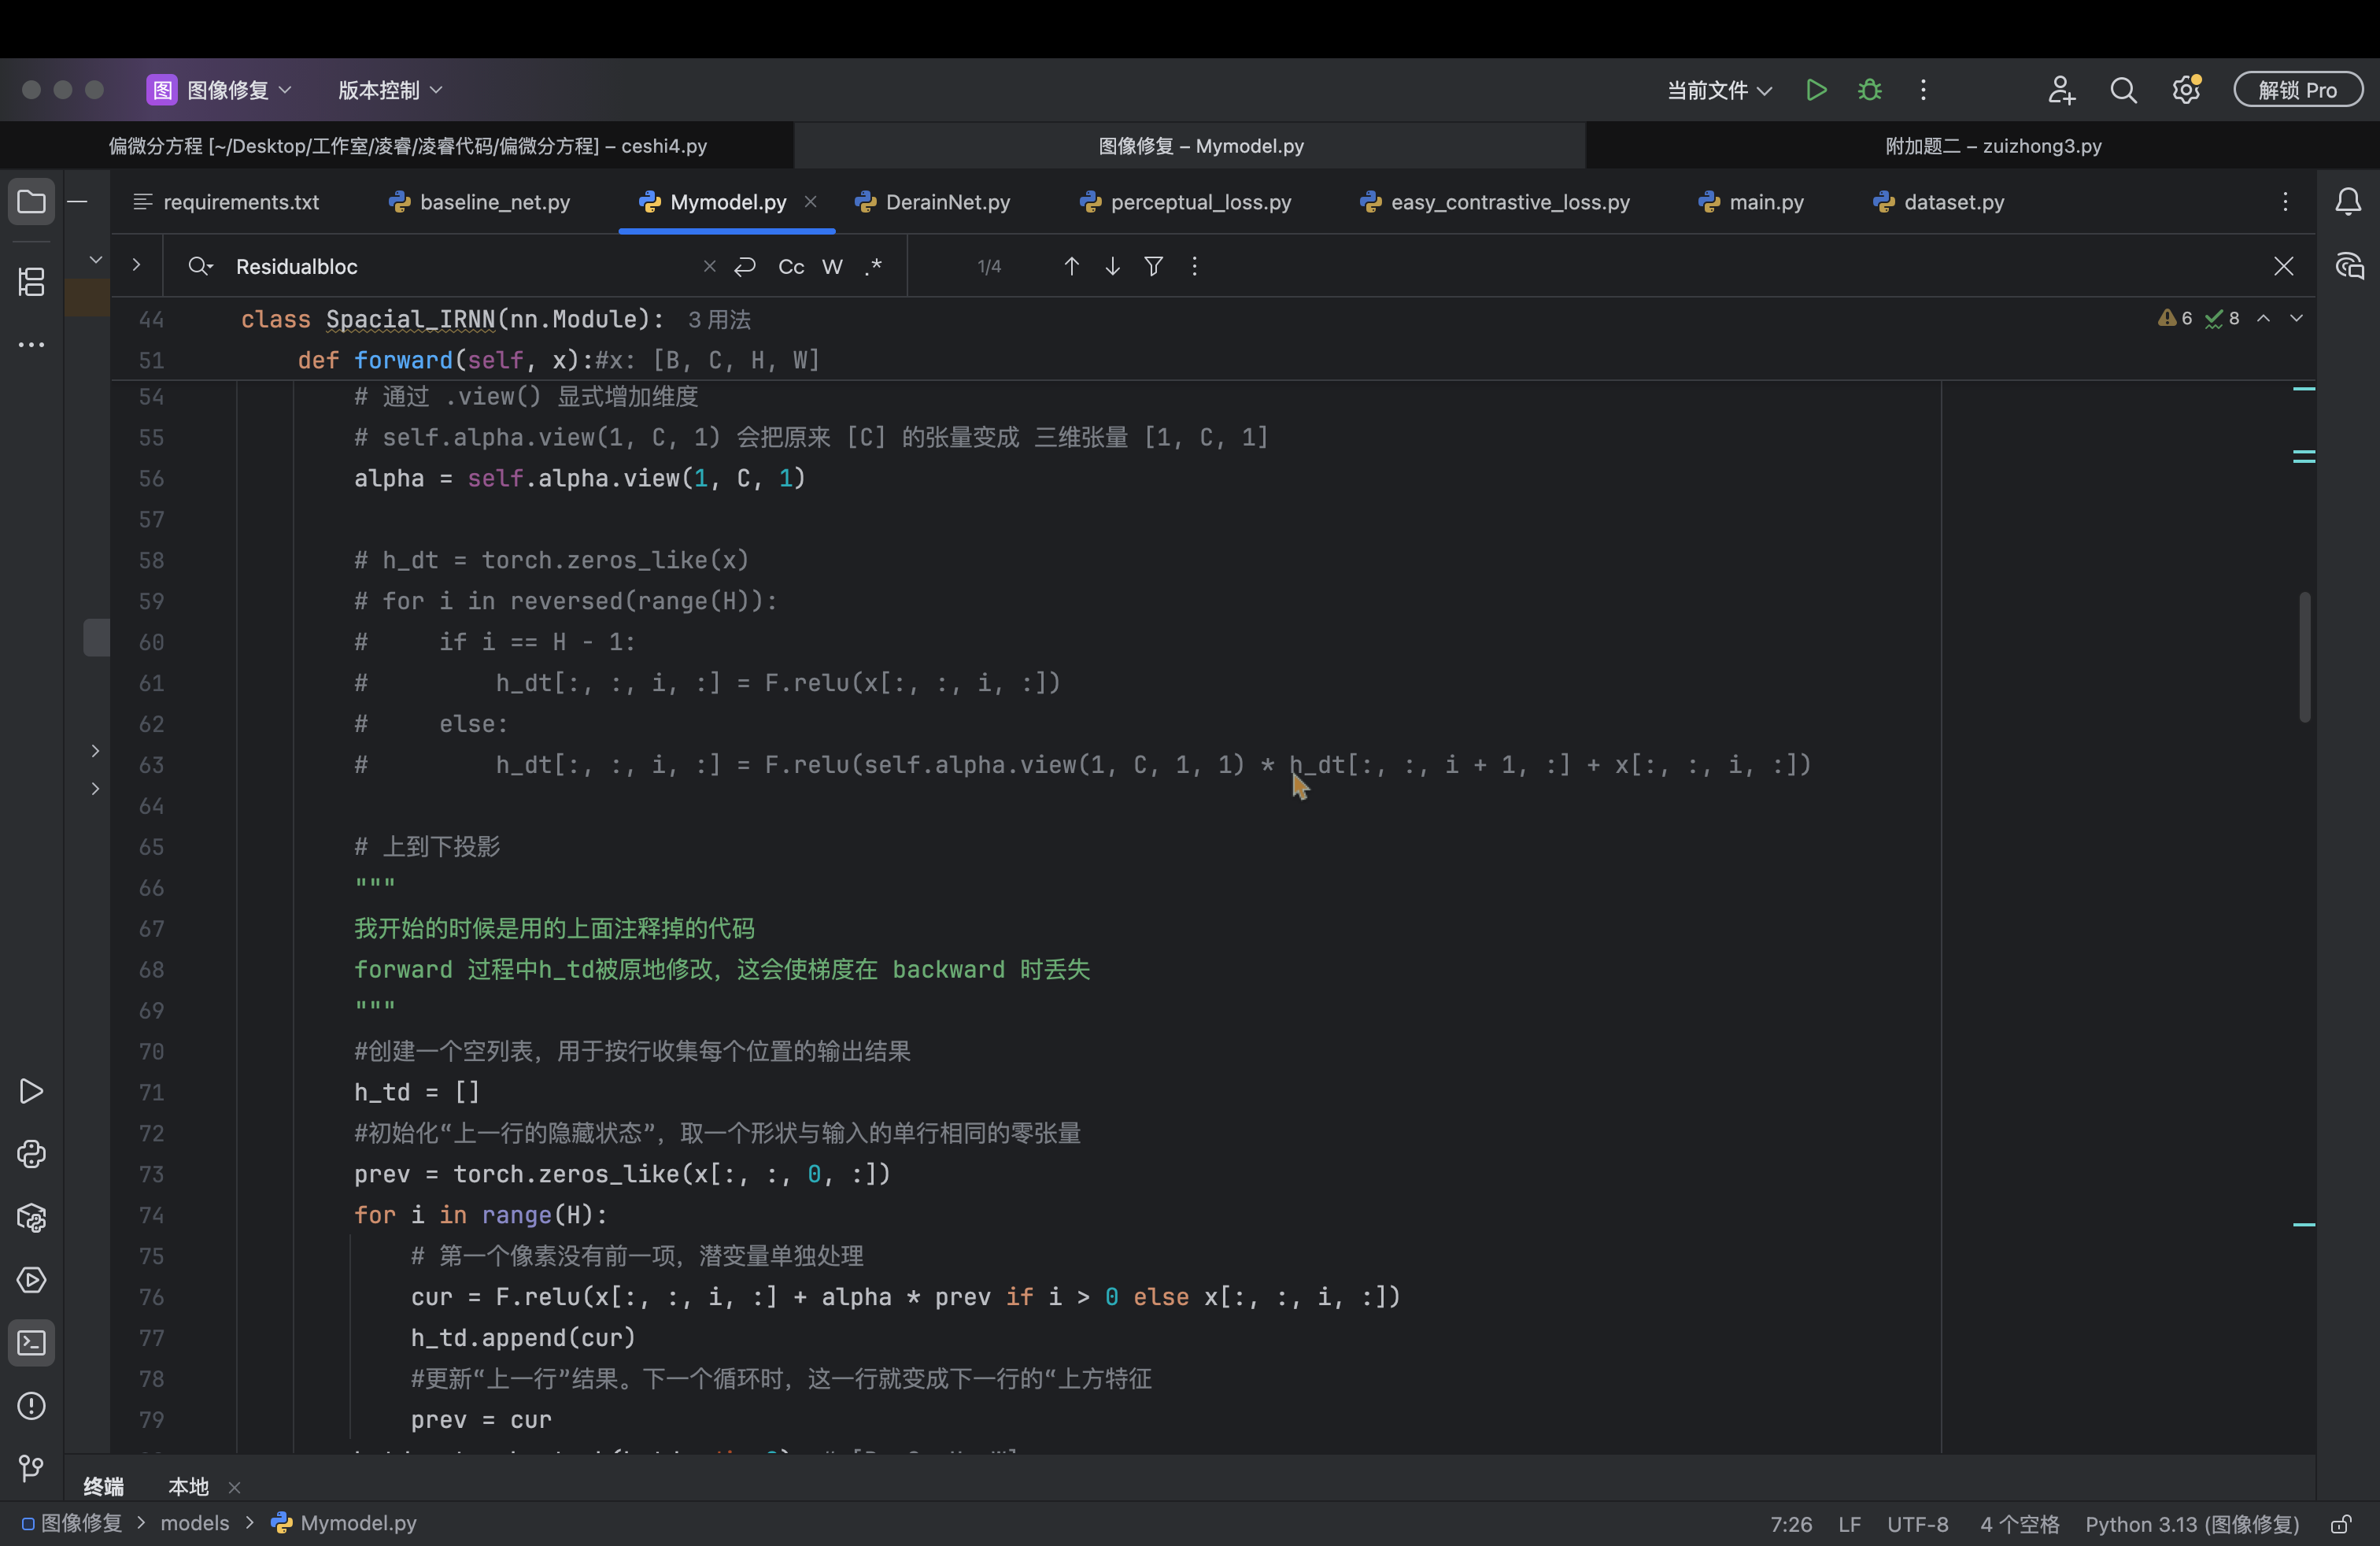 图 图像修复 版本控制 当前文件 解锁 Pro
偏微分方程 [~/Desktop/工作室/凌睿/凌睿代码/偏微分方程] – ceshi4.py
图像修复 – Mymodel.py
附加题二 – zuizhong3.py
requirements.txt baseline_net.py Mymodel.py DerainNet.py perceptual_loss.py easy_contrastive_loss.py main.py dataset.py
Residualbloc Cc W .* 1/4
44 class Spacial_IRNN(nn.Module): 3 用法 6 8
51 def forward(self, x):#x: [B, C, H, W]
54 # 通过 .view() 显式增加维度
55 # self.alpha.view(1, C, 1) 会把原来 [C] 的张量变成 三维张量 [1, C, 1]
56 alpha = self.alpha.view(1, C, 1)
57
58 # h_dt = torch.zeros_like(x)
59 # for i in reversed(range(H)):
60 #     if i == H - 1:
61 #         h_dt[:, :, i, :] = F.relu(x[:, :, i, :])
62 #     else:
63 #         h_dt[:, :, i, :] = F.relu(self.alpha.view(1, C, 1, 1) * h_dt[:, :, i + 1, :] + x[:, :, i, :])
64
65 # 上到下投影
66 """
67 我开始的时候是用的上面注释掉的代码
68 forward 过程中h_td被原地修改，这会使梯度在 backward 时丢失
69 """
70 #创建一个空列表，用于按行收集每个位置的输出结果
71 h_td = []
72 #初始化“上一行的隐藏状态”，取一个形状与输入的单行相同的零张量
73 prev = torch.zeros_like(x[:, :, 0, :])
74 for i in range(H):
75 # 第一个像素没有前一项，潜变量单独处理
76 cur = F.relu(x[:, :, i, :] + alpha * prev if i > 0 else x[:, :, i, :])
77 h_td.append(cur)
78 #更新“上一行”结果。下一个循环时，这一行就变成下一行的“上方特征
79 prev = cur
终端 本地
图像修复 models Mymodel.py 7:26 LF UTF-8 4 个空格 Python 3.13 (图像修复)